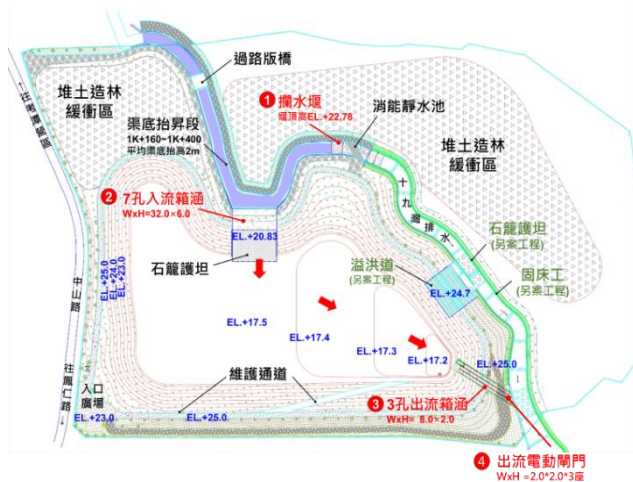 過路版橋
堆土造林
緩衝區
往考潭營區
渠底抬昇段
1K+160~1K+400
平均渠底抬高2m
1 攔水堰
堰頂高EL.+22.78
消能靜水池
堆土造林
緩衝區
十九灣排水
2 7孔入流箱涵
WxH=32.0×6.0
石籠護坦
(另案工程)
EL.+20.83
石籠護坦
溢洪道
(另案工程)
固床工
(另案工程)
EL.+24.7
EL.+25.0
EL.+24.0
EL.+23.0
中山路
EL.+17.5
EL.+17.4
EL.+17.3
EL.+17.2
EL.+25.0
往鳳仁路
入口
廣場
維護通道
EL.+23.0
EL.+25.0
3 3孔出流箱涵
WxH= 8.0×2.0
4 出流電動閘門
WxH =2.0*2.0*3座